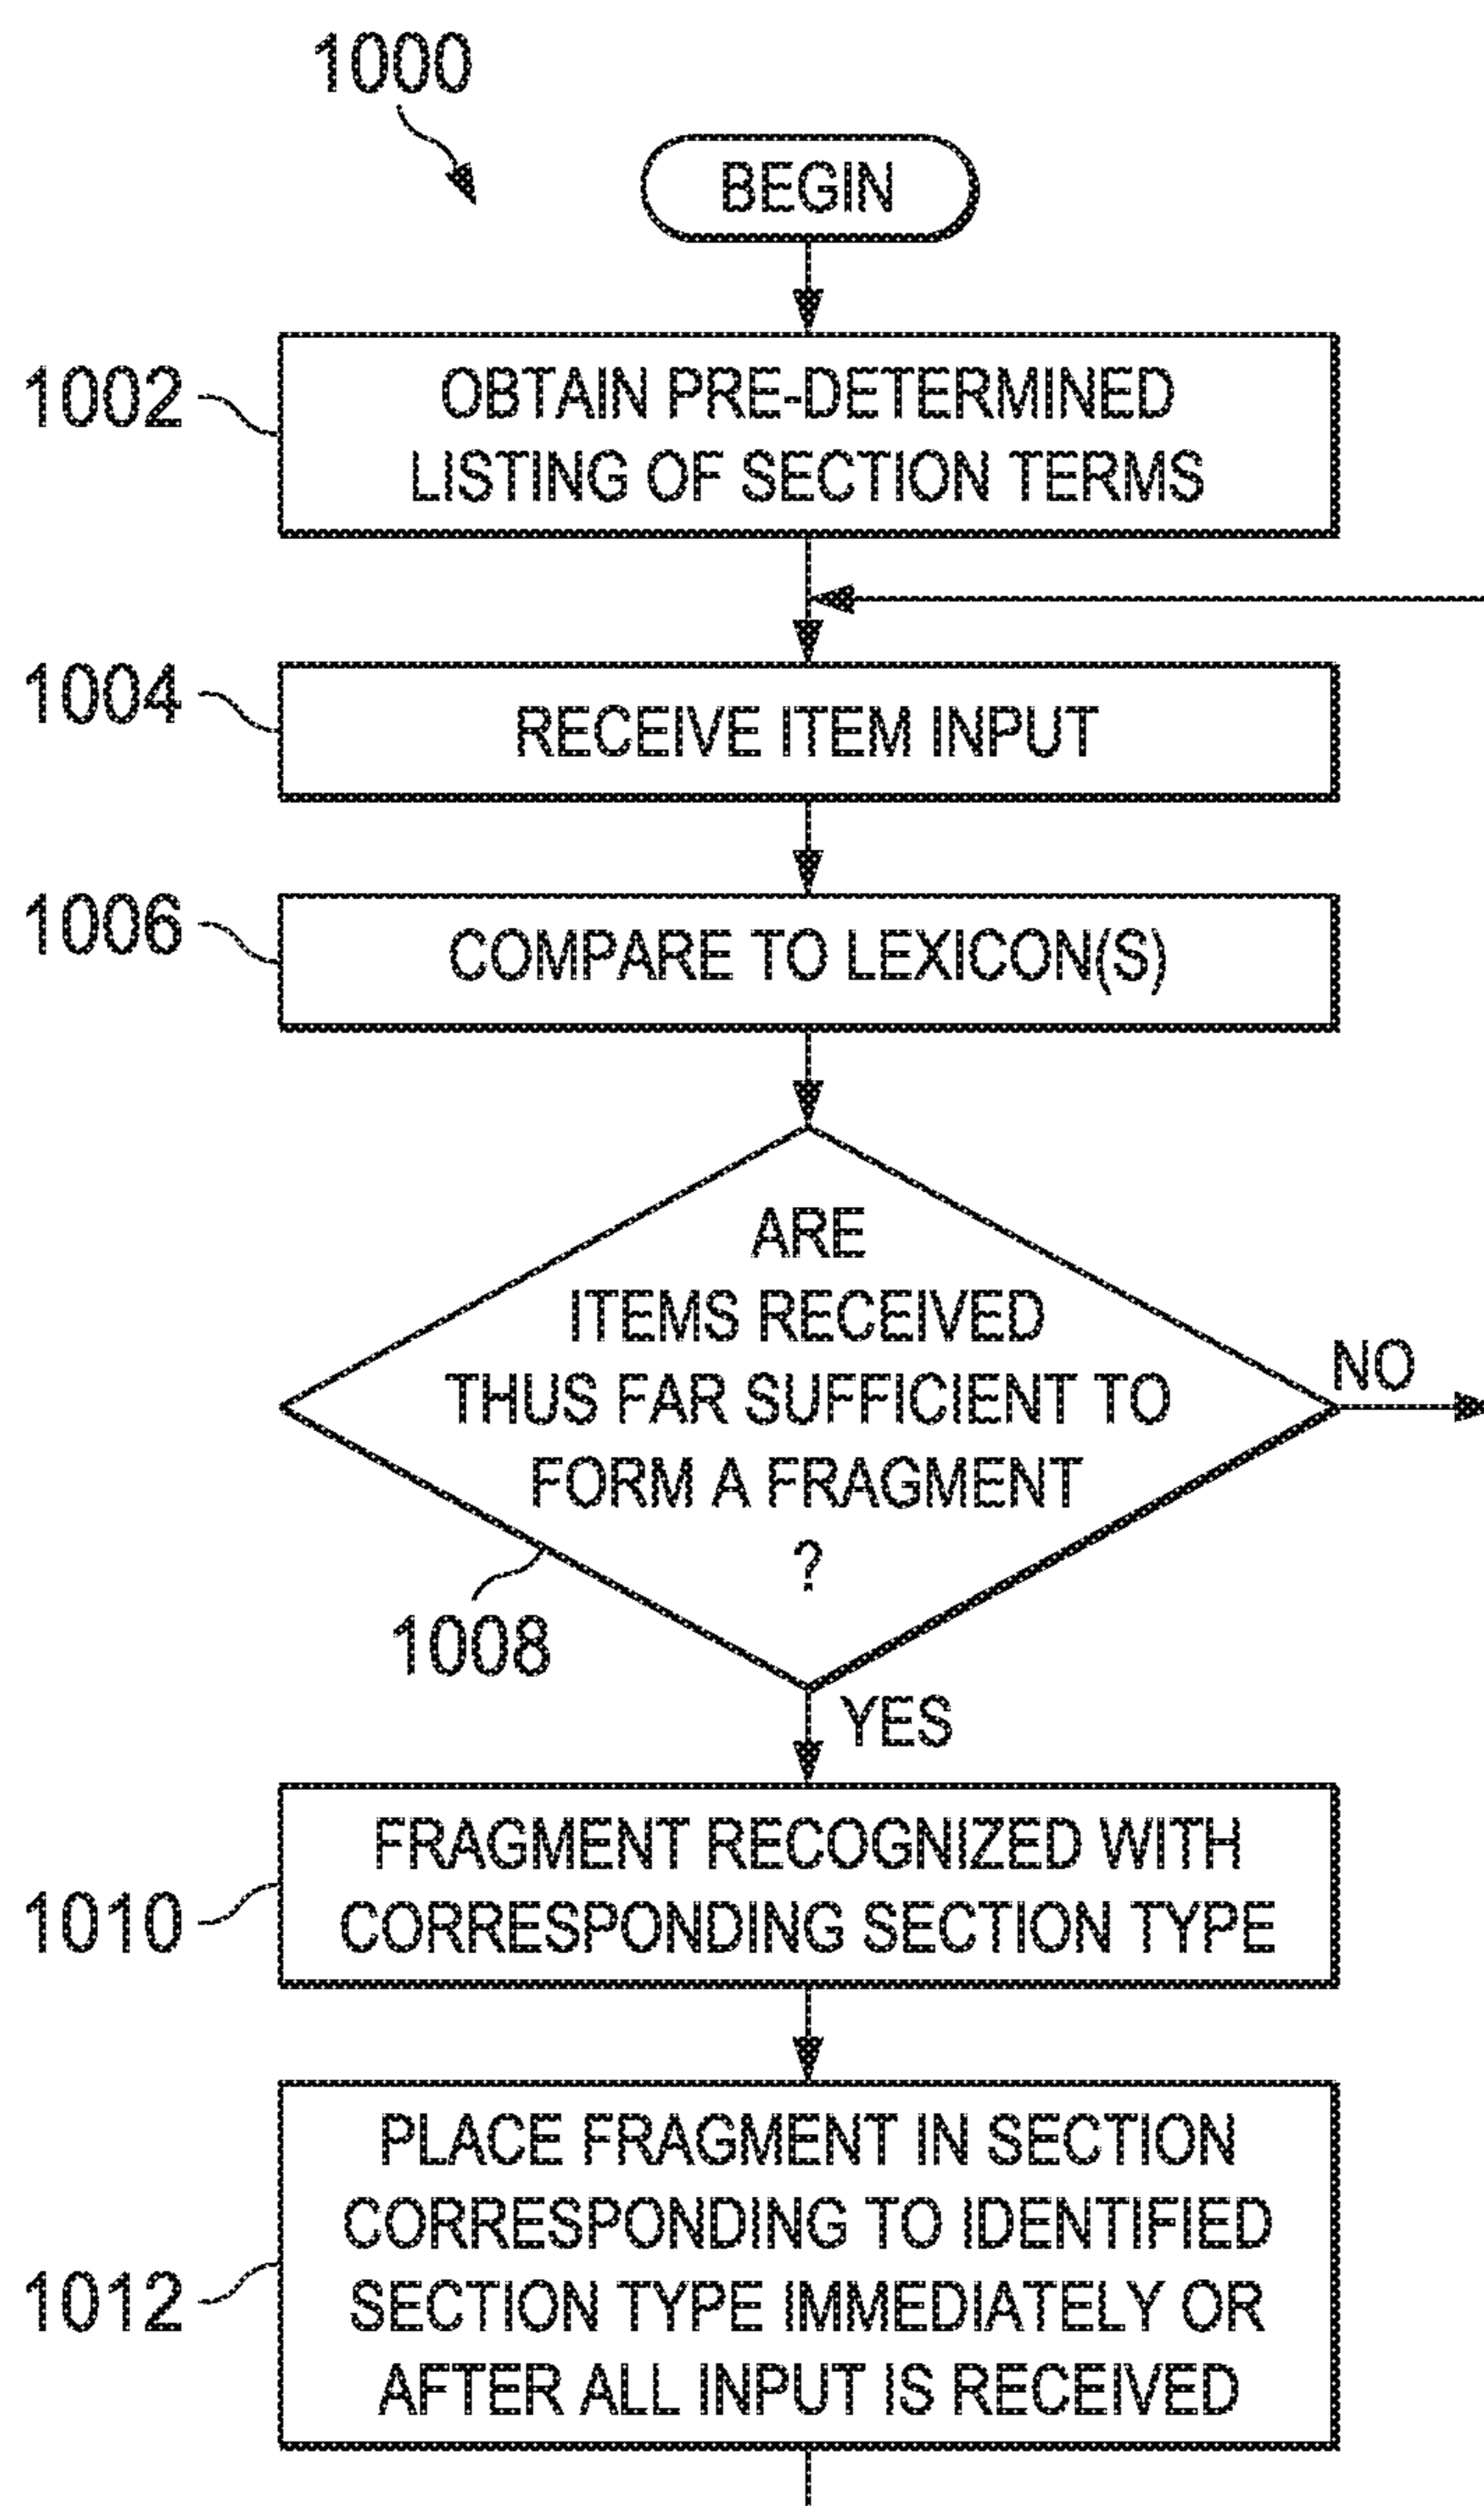 1000
BEGIN
1002
OBTAIN PRE-DETERMINED
LISTING OF SECTION TERMS
1004
RECEIVE ITEM INPUT
1006
COMPARE TO LEXICON(S)
ARE
ITEMS RECEIVED
THUS FAR SUFFICIENT TO
FORM A FRAGMENT
?
NO
1008
YES
1010
FRAGMENT RECOGNIZED WITH
CORRESPONDING SECTION TYPE
1012
PLACE FRAGMENT IN SECTION
CORRESPONDING TO IDENTIFIED
SECTION TYPE IMMEDIATELY OR
AFTER ALL INPUT IS RECEIVED